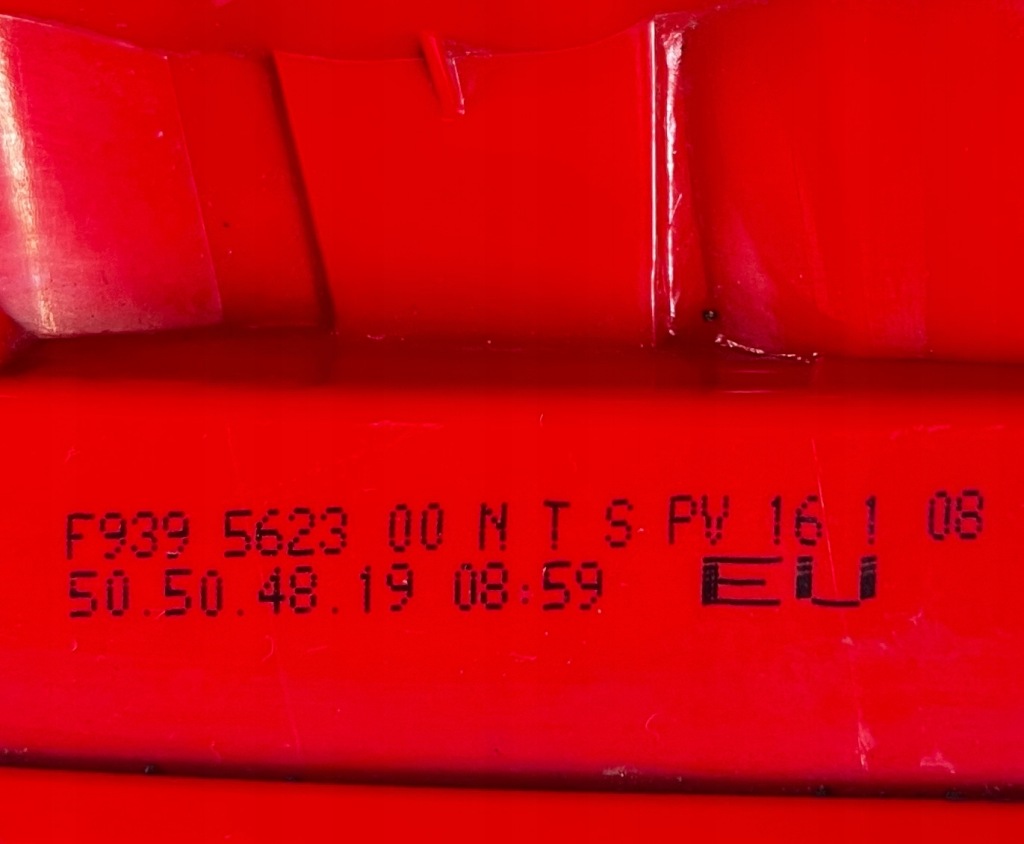 F939 5623 00 N T S PV 16 1 08
50.50.48.19 08:59 EU